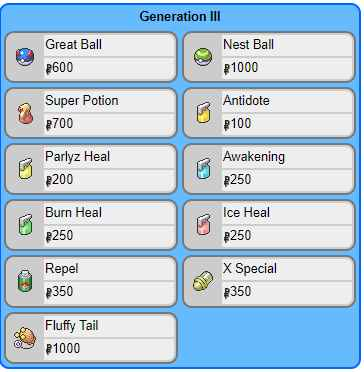 Generation III
Great Ball
₽600
Nest Ball
₽1000
Super Potion
₽700
Antidote
₽100
Parlyz Heal
₽200
Awakening
₽250
Burn Heal
₽250
Ice Heal
₽250
Repel
₽350
X Special
₽350
Fluffy Tail
₽1000